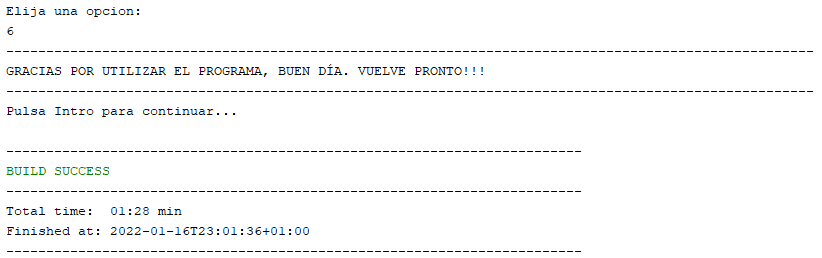 Elija una opcion:
6
-----------------------------------------------------------------------------------------------------
GRACIAS POR UTILIZAR EL PROGRAMA, BUEN DÍA. VUELVE PRONTO!!!
-----------------------------------------------------------------------------------------------------
Pulsa Intro para continuar...
------------------------------------------------------------------------
BUILD SUCCESS
------------------------------------------------------------------------
Total time:  01:28 min
Finished at: 2022-01-16T23:01:36+01:00
------------------------------------------------------------------------